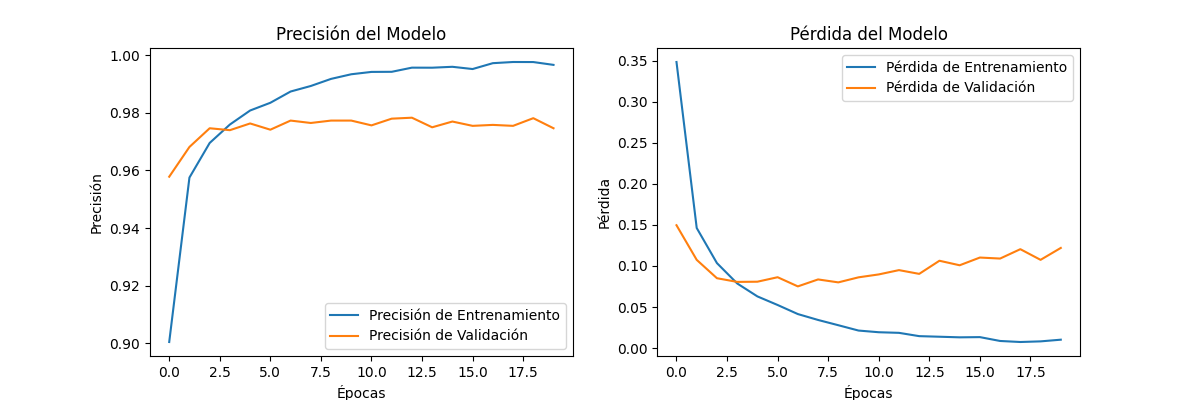 Precisión del Modelo
1.00
0.98
0.96
0.94
0.92
0.90
Precisión
Precisión de Entrenamiento
Precisión de Validación
0.0 2.5 5.0 7.5 10.0 12.5 15.0 17.5
Épocas
Pérdida del Modelo
0.35
0.30
0.25
0.20
0.15
0.10
0.05
0.00
Pérdida
Pérdida de Entrenamiento
Pérdida de Validación
0.0 2.5 5.0 7.5 10.0 12.5 15.0 17.5
Épocas